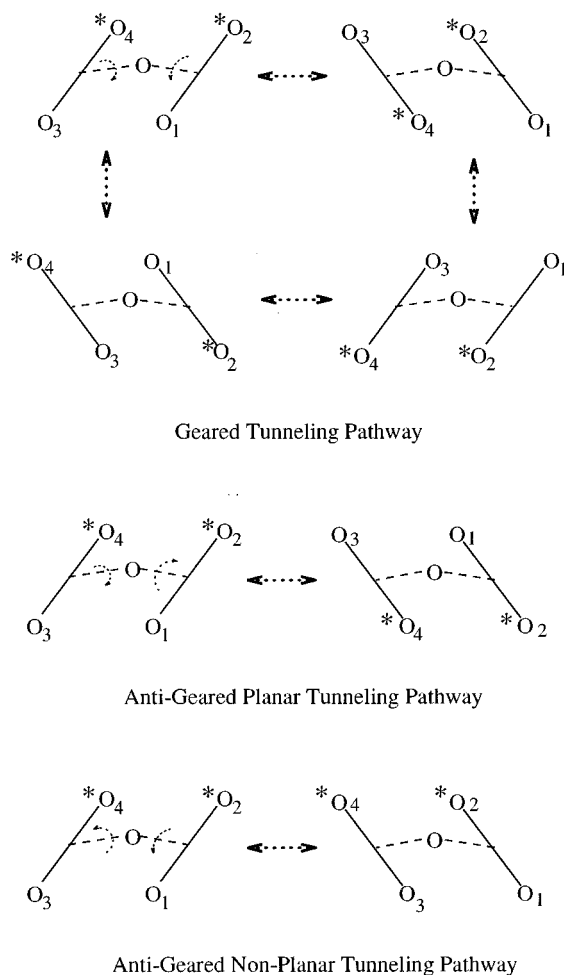 *O4 O *O2 O3 *O2
O3 O1 O *O4 O1
*O4 O1 O3 O1
O O
O3 *O2 *O4 *O2
Geared Tunneling Pathway
*O4 *O2 O3 O1
O O
O3 O1 *O4 *O2
Anti-Geared Planar Tunneling Pathway
*O4 *O2 *O4 *O2
O O
O3 O1 O3 O1
Anti-Geared Non-Planar Tunneling Pathway